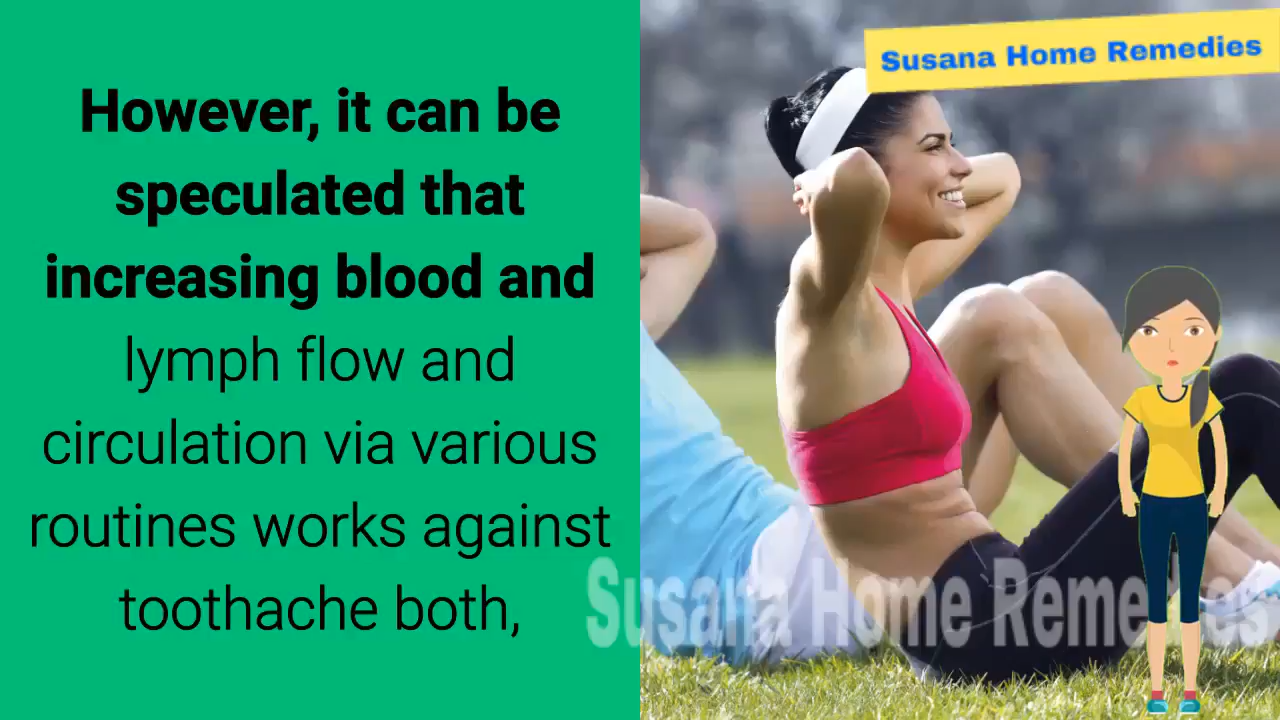 However, it can be
speculated that
increasing blood and
lymph flow and
circulation via various
routines works against
toothache both,
Susana Home Remedies
Susana Home Remedies